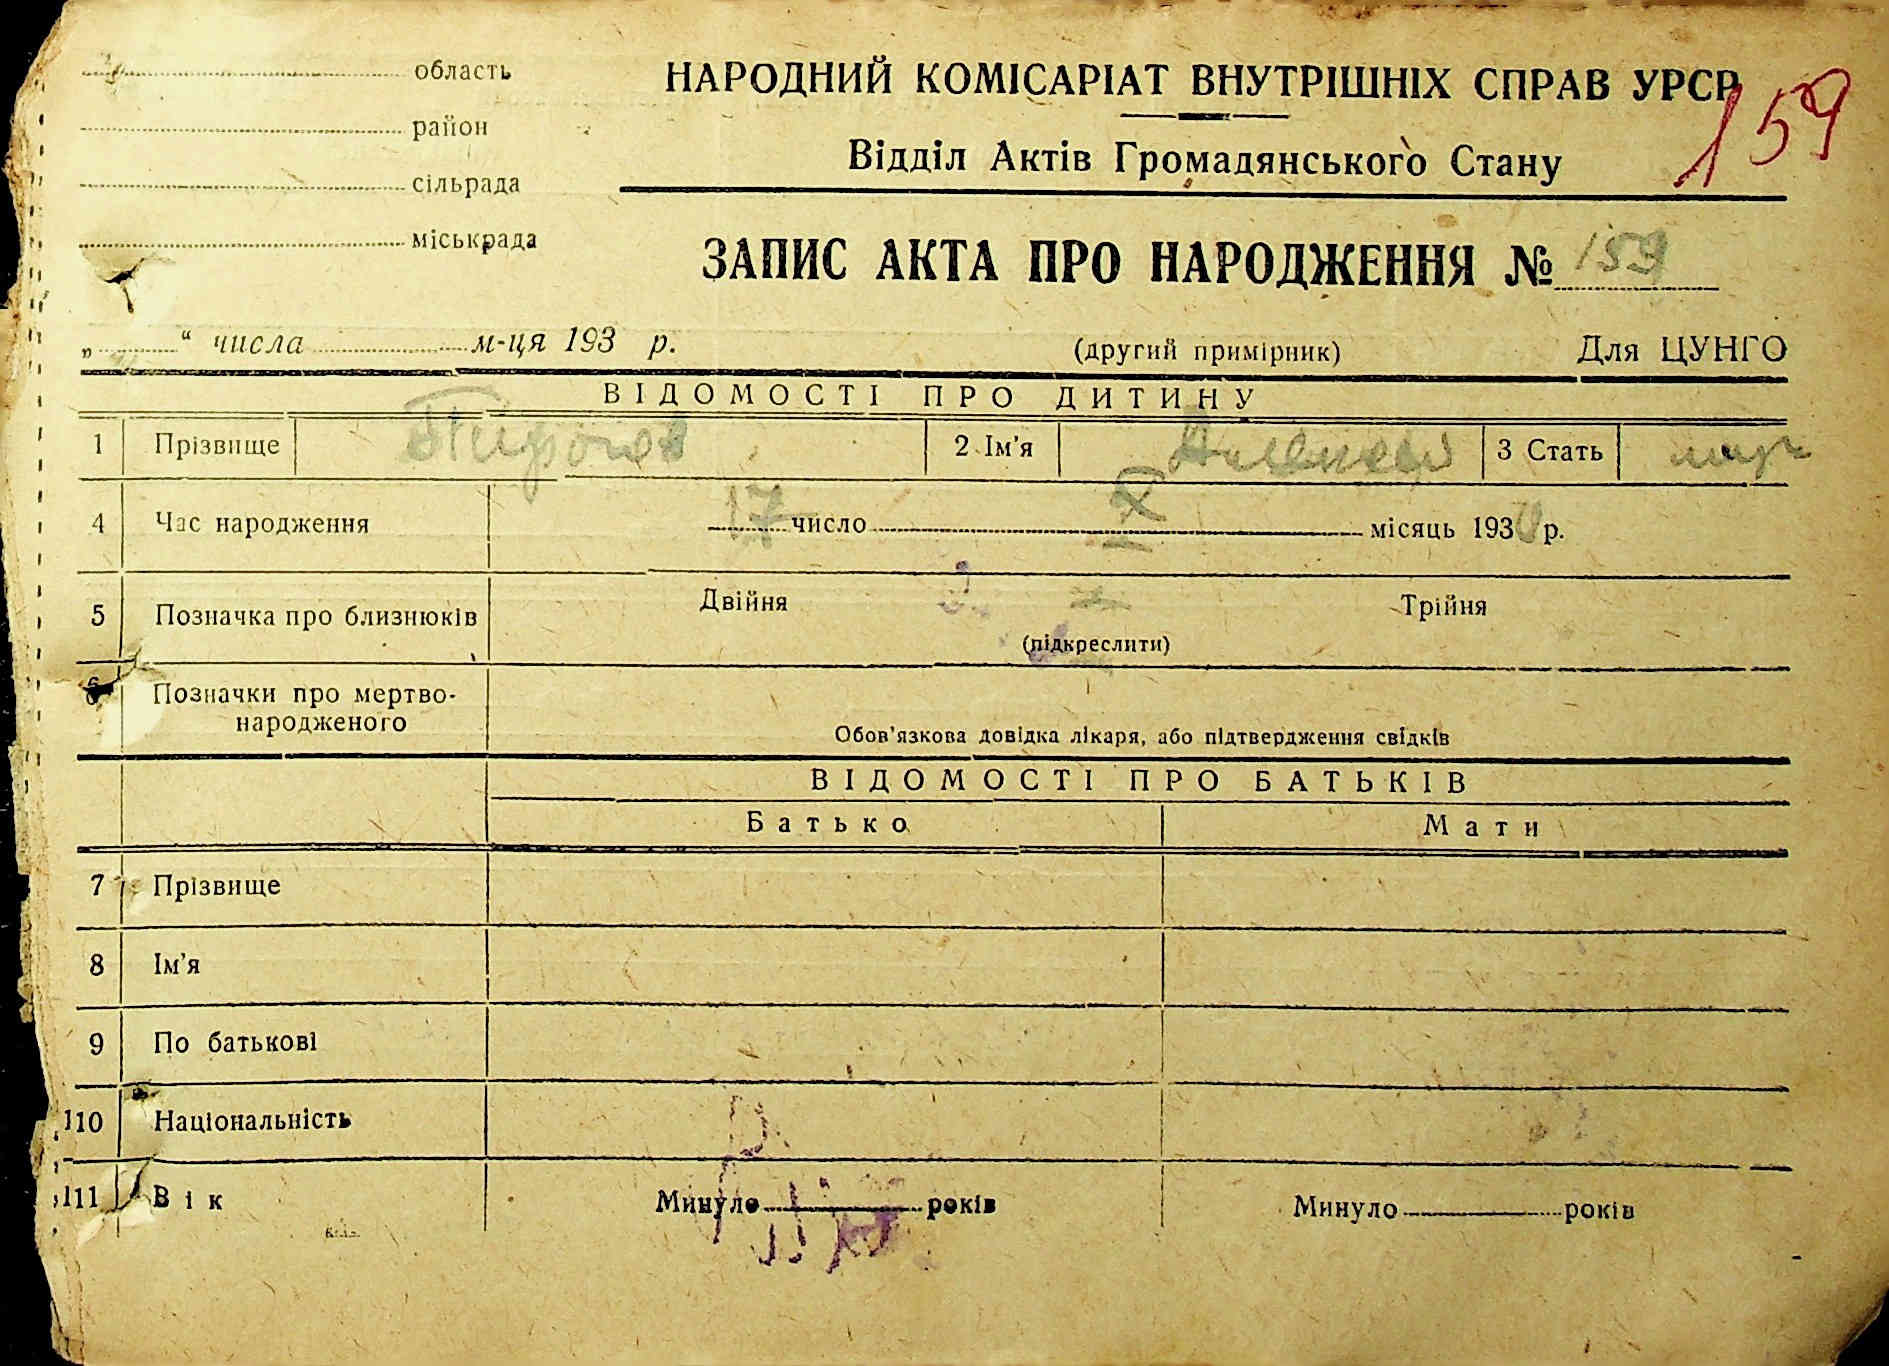 область
район
сільрада
міськрада
НАРОДНИЙ КОМІСАРІАТ ВНУТРІШНІХ СПРАВ УРСР
159
Відділ Актів Громадянського Стану
ЗАПИС АКТА ПРО НАРОДЖЕННЯ № 159
„ “ числа м-ця 193 р.
(другий примірник)
Для ЦУНГО
ВІДОМОСТІ ПРО ДИТИНУ
1 Прізвище 2 Ім'я 3 Стать
4 Час народження 17 число X місяць 193 р.
5 Позначка про близнюків Двійня Трійня
(підкреслити)
6 Позначки про мертво-
народженого
Обов'язкова довідка лікаря, або підтвердження свідків
ВІДОМОСТІ ПРО БАТЬКІВ
Батько Мати
7 Прізвище
8 Ім'я
9 По батькові
10 Національність
11 Вік Минуло років Минуло років